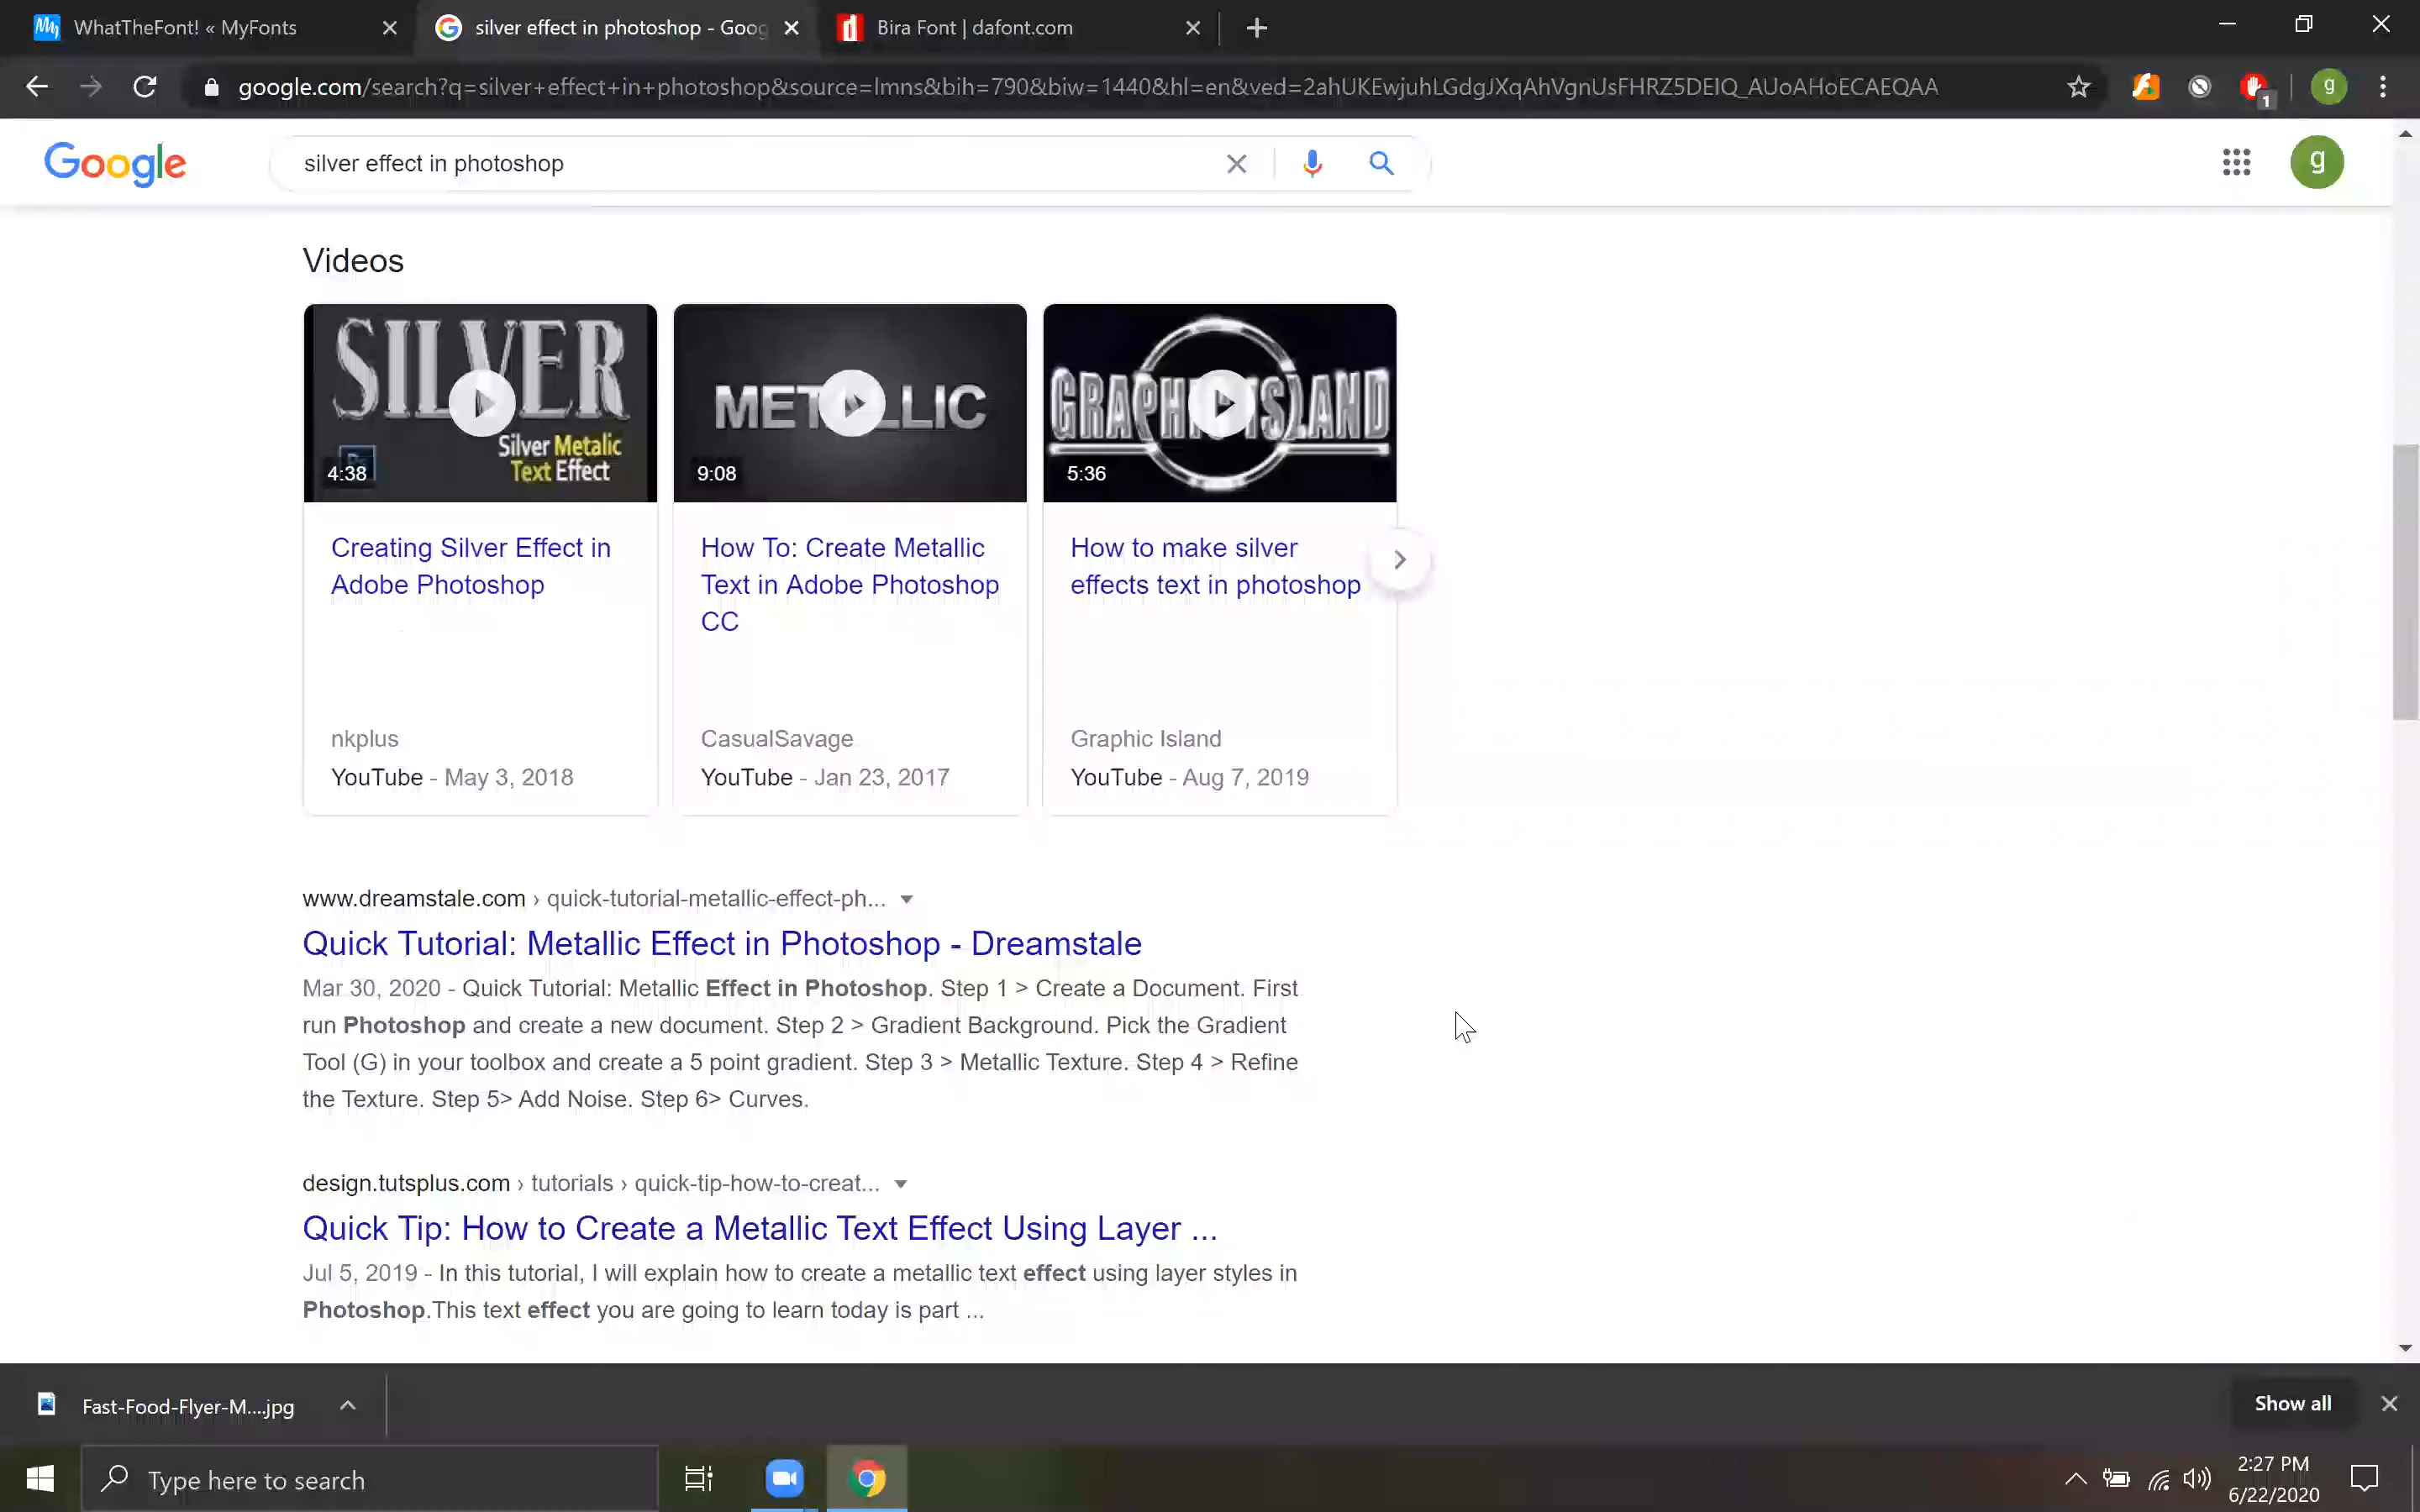 WhatTheFont! « MyFonts
silver effect in photoshop - Goog
Bira Font | dafont.com
google.com/search?q=silver+effect+in+photoshop&source=lmns&bih=790&biw=1440&hl=en&ved=2ahUKEwjuhLGdgJXqAhVgnUsFHRZ5DEIQ_AUoAHoECAEQAA
1
g
Google
silver effect in photoshop
g
Videos
SILVER
Silver Metalic
Text Effect
4:38
METALLIC
9:08
GRAPHIC ISLAND
5:36
Creating Silver Effect in
Adobe Photoshop
nkplus
YouTube - May 3, 2018
How To: Create Metallic
Text in Adobe Photoshop
CC
CasualSavage
YouTube - Jan 23, 2017
How to make silver
effects text in photoshop
Graphic Island
YouTube - Aug 7, 2019
www.dreamstale.com › quick-tutorial-metallic-effect-ph...
Quick Tutorial: Metallic Effect in Photoshop - Dreamstale
Mar 30, 2020 - Quick Tutorial: Metallic Effect in Photoshop. Step 1 > Create a Document. First
run Photoshop and create a new document. Step 2 > Gradient Background. Pick the Gradient
Tool (G) in your toolbox and create a 5 point gradient. Step 3 > Metallic Texture. Step 4 > Refine
the Texture. Step 5> Add Noise. Step 6> Curves.
design.tutsplus.com › tutorials › quick-tip-how-to-creat...
Quick Tip: How to Create a Metallic Text Effect Using Layer ...
Jul 5, 2019 - In this tutorial, I will explain how to create a metallic text effect using layer styles in
Photoshop.This text effect you are going to learn today is part ...
Fast-Food-Flyer-M....jpg
Show all
Type here to search
2:27 PM
6/22/2020